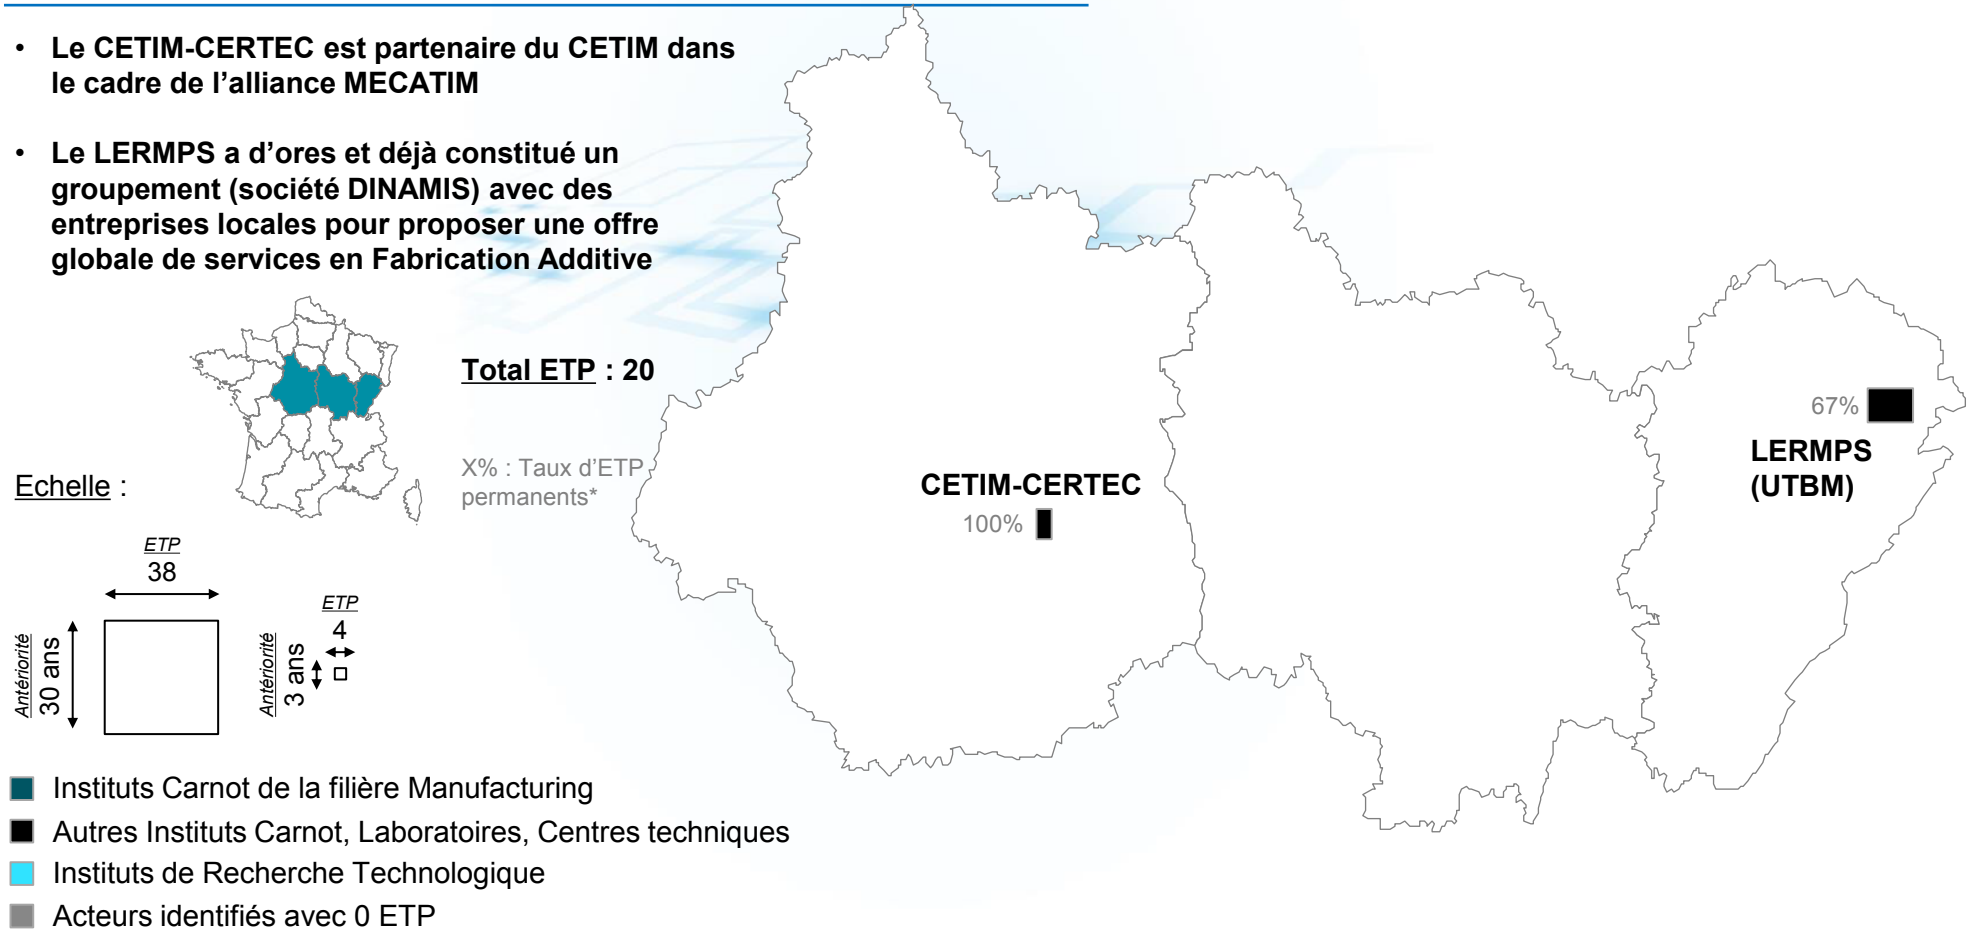 • Le CETIM-CERTEC est partenaire du CETIM dans
le cadre de l’alliance MECATIM
• Le LERMPS a d’ores et déjà constitué un
groupement (société DINAMIS) avec des
entreprises locales pour proposer une offre
globale de services en Fabrication Additive
Total ETP : 20
X% : Taux d’ETP
permanents*
Echelle :
ETP
38
Antériorité
30 ans
ETP
4
Antériorité
3 ans
CETIM-CERTEC
100%
67%
LERMPS
(UTBM)
Instituts Carnot de la filière Manufacturing
Autres Instituts Carnot, Laboratoires, Centres techniques
Instituts de Recherche Technologique
Acteurs identifiés avec 0 ETP